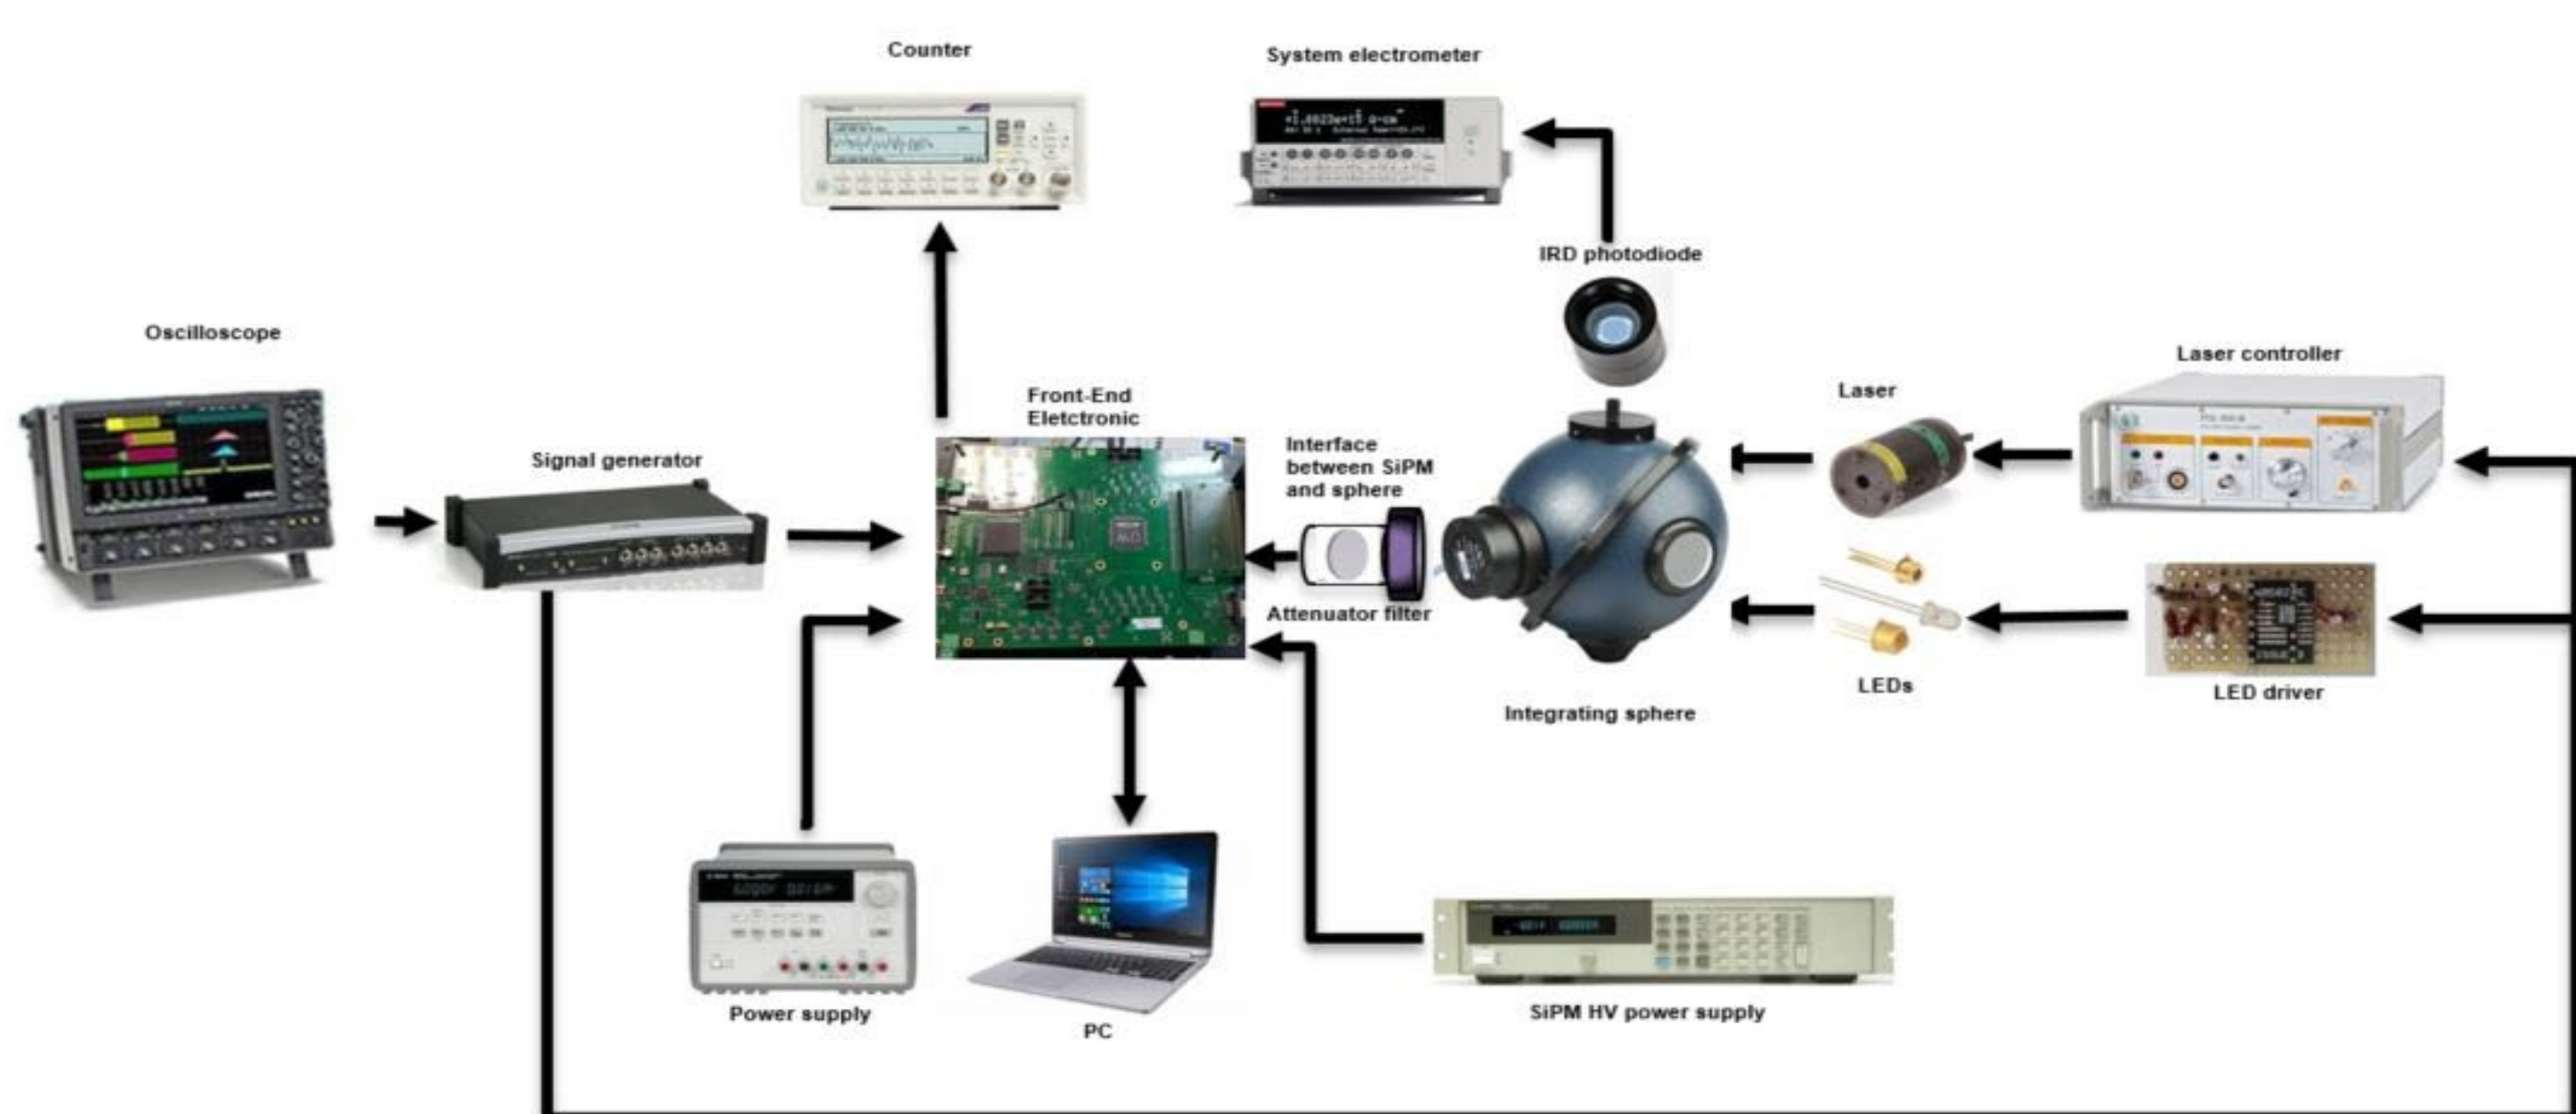 Counter
System electrometer
IRD photodiode
Oscilloscope
Laser controller
Laser
Front-End
Eletctronic
Signal generator
Interface
between SiPM
and sphere
Attenuator filter
LEDs
LED driver
Integrating sphere
Power supply
PC
SiPM HV power supply